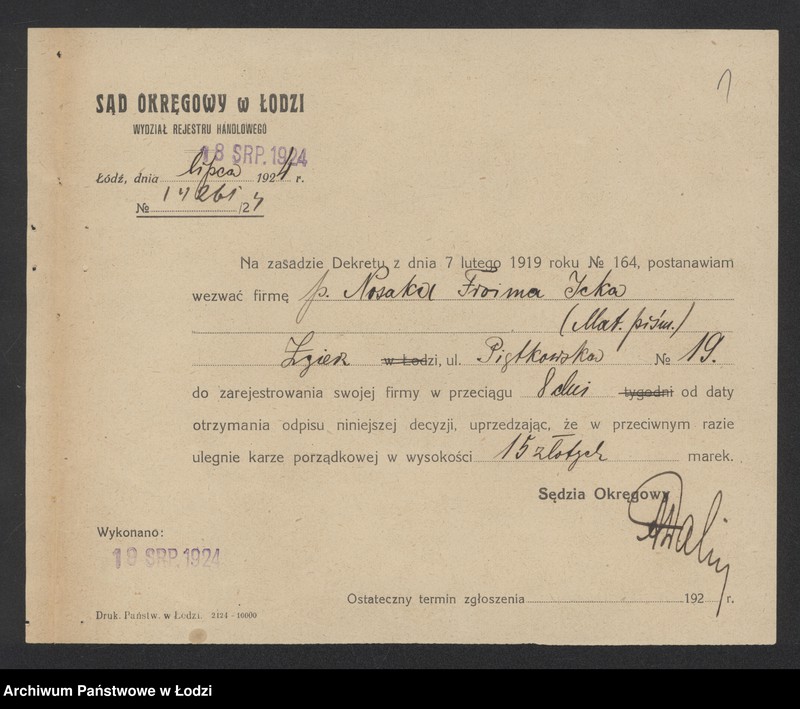 1
SĄD OKRĘGOWY w ŁODZI
WYDZIAŁ REJESTRU HANDLOWEGO
18 SRP. 1924
Łódź, dnia lipca 1924 r.
№ /24
Na zasadzie Dekretu z dnia 7 lutego 1919 roku № 164, postanawiam
wezwać firmę p. Nosaka Froima Icka
(Mat. piśm.)
Zgierz w Łodzi, ul. Piątkowska № 19.
do zarejestrowania swojej firmy w przeciągu 8 dni tygodni od daty
otrzymania odpisu niniejszej decyzji, uprzedzając, że w przeciwnym razie
ulegnie karze porządkowej w wysokości 15 złotych marek.
Sędzia Okręgowy
Wykonano:
19 SRP. 1924
Ostateczny termin zgłoszenia 192 r.
Druk. Państw. w Łodzi. 2124 - 10000
Archiwum Państwowe w Łodzi